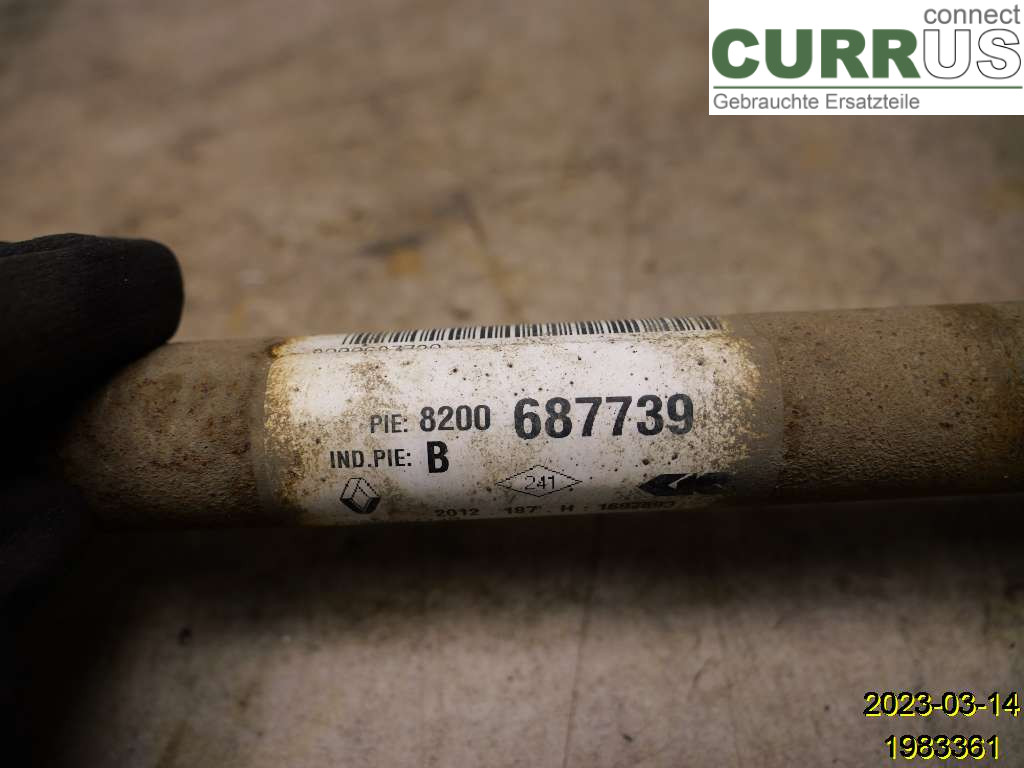 connect
CURRUS
Gebrauchte Ersatzteile
PIE: 8200 687739
IND.PIE: B
241
2012 187 H :
2023-03-14
1983361